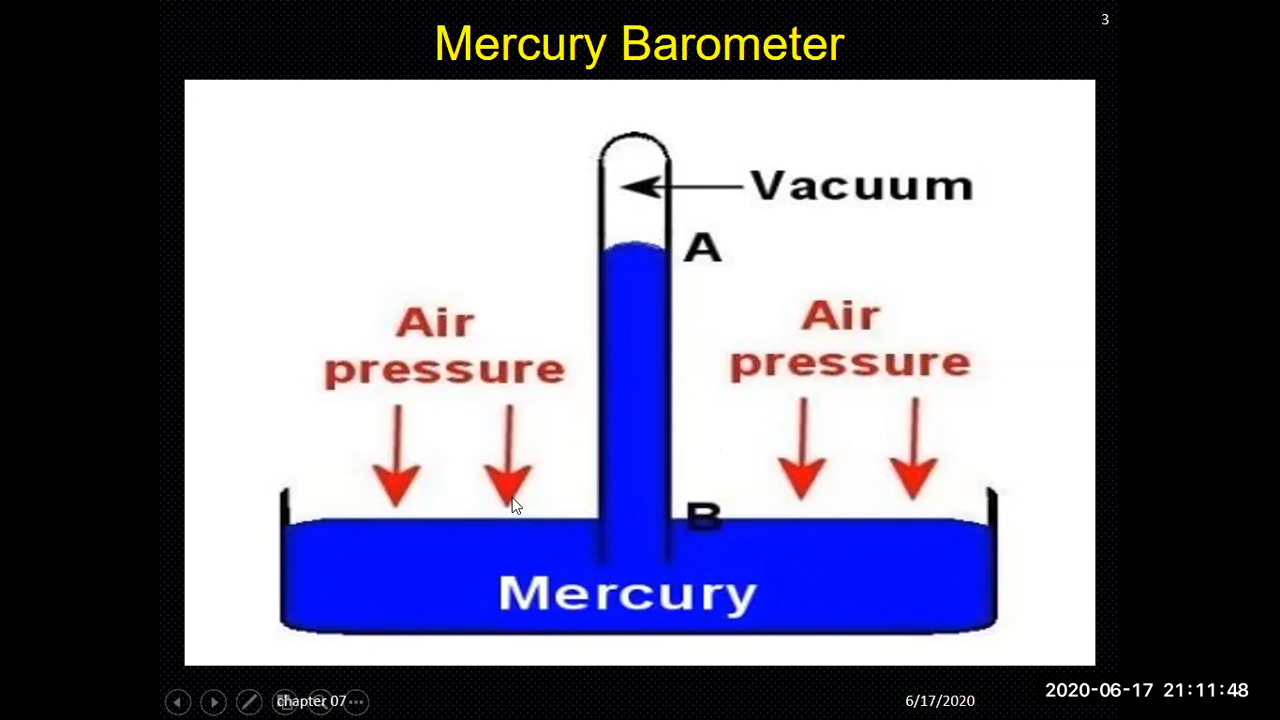 3
Mercury Barometer
Vacuum
A
Air
pressure
Air
pressure
B
Mercury
chapter 07
6/17/2020
2020-06-17 21:11:48